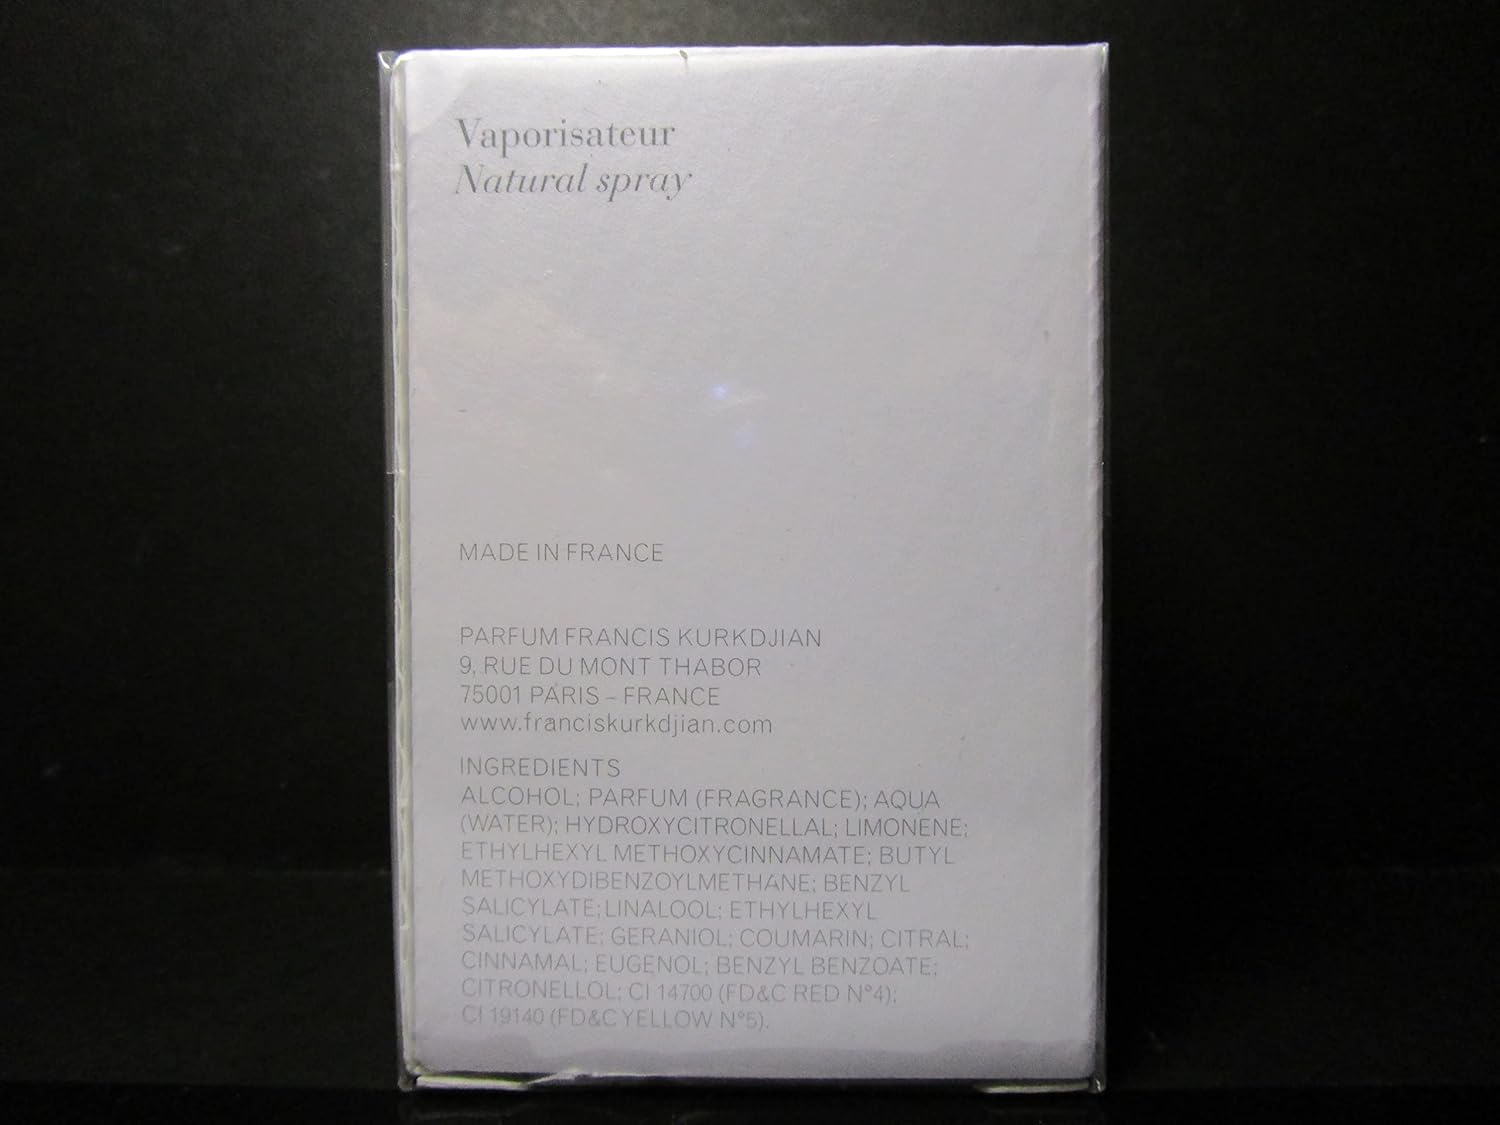 Vaporisateur
Natural spray
MADE IN FRANCE
PARFUM FRANCIS KURKDJIAN
9, RUE DU MONT THABOR
75001 PARIS – FRANCE
www.franciskurkdjian.com
INGREDIENTS
ALCOHOL; PARFUM (FRAGRANCE); AQUA
(WATER); HYDROXYCITRONELLAL; LIMONENE;
ETHYLHEXYL METHOXYCINNAMATE; BUTYL
METHOXYDIBENZOYLMETHANE; BENZYL
SALICYLATE; LINALOOL; ETHYLHEXYL
SALICYLATE; GERANIOL; COUMARIN; CITRAL;
CINNAMAL; EUGENOL; BENZYL BENZOATE;
CITRONELLOL; CI 14700 (FD&C RED N°4);
CI 19140 (FD&C YELLOW N°5).